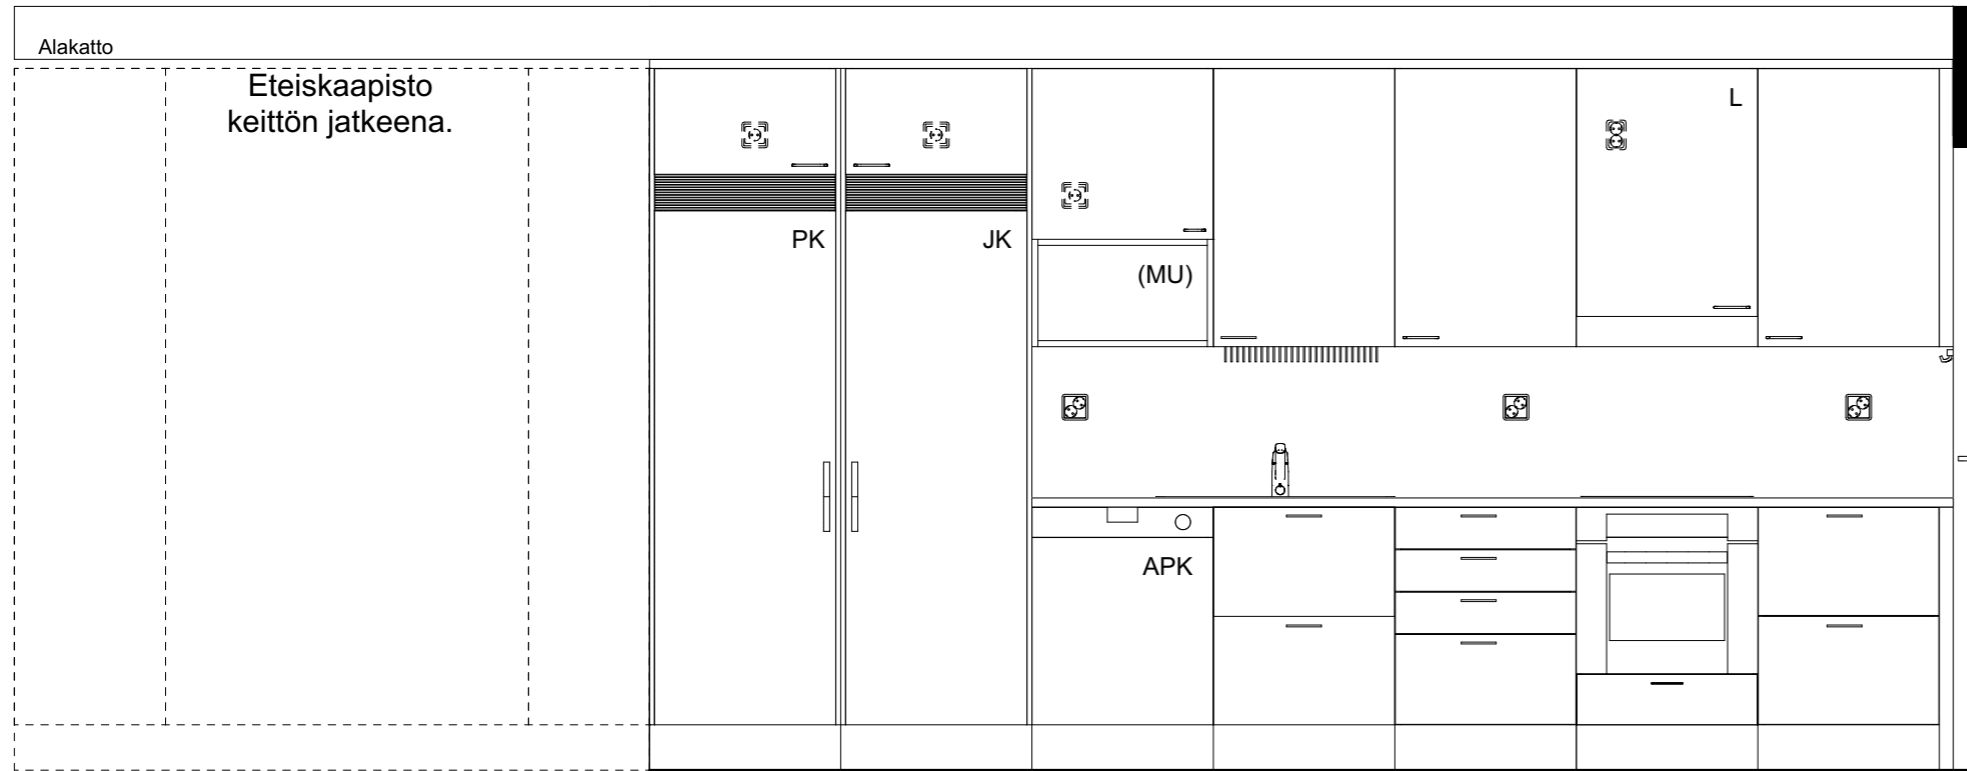 Alakatto
Eteiskaapisto
keittön jatkeena.
L
PK
JK
(MU)
APK